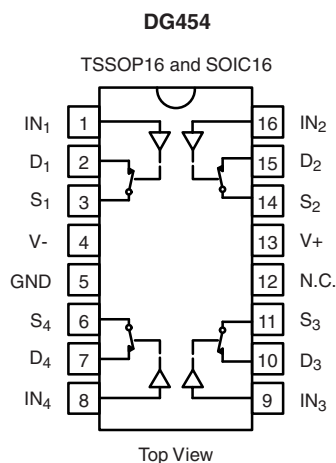 DG454
TSSOP16 and SOIC16
IN1 1 16 IN2
D1 2 15 D2
S1 3 14 S2
V- 4 13 V+
GND 5 12 N.C.
S4 6 11 S3
D4 7 10 D3
IN4 8 9 IN3
Top View